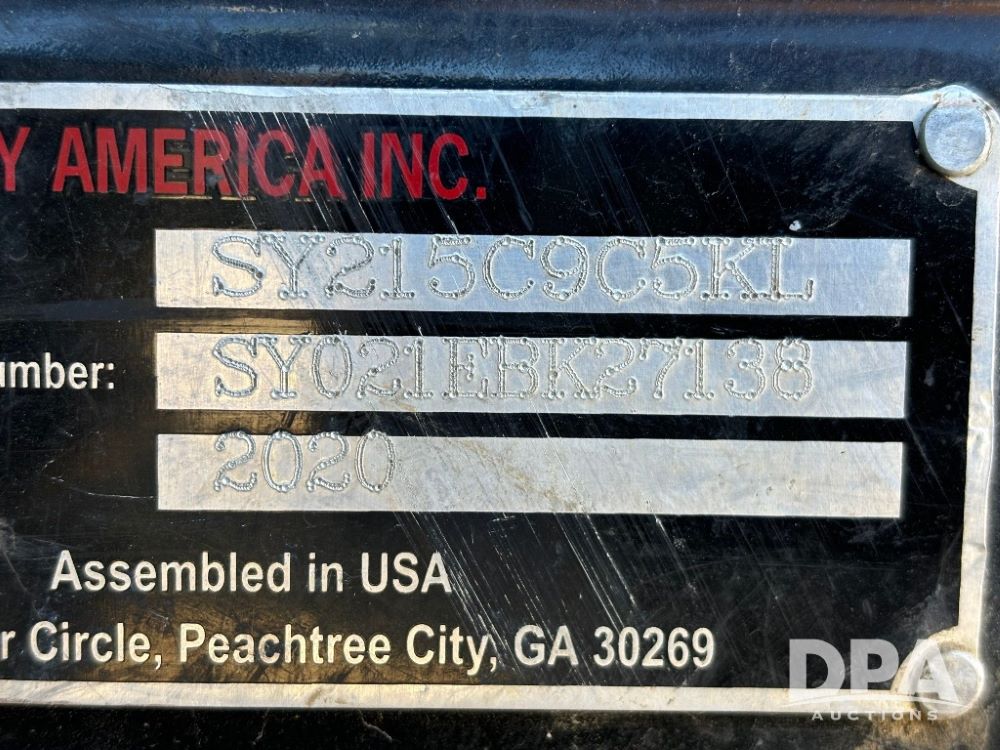 Y AMERICA INC.
SY215C9C5KL
umber: SY021EBK27138
2020
Assembled in USA
r Circle, Peachtree City, GA 30269
DPA
AUCTIONS